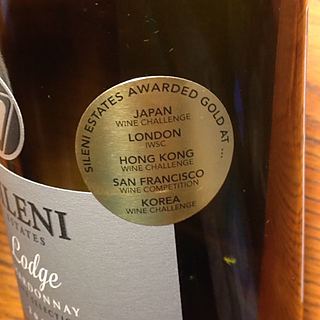 SILENI ESTATES AWARDED GOLD AT ...
JAPAN
WINE CHALLENGE
LONDON
IWSC
HONG KONG
WINE CHALLENGE
SAN FRANCISCO
WINE COMPETITION
KOREA
WINE CHALLENGE
ILENI
ESTATES
Lodge
RDONNAY